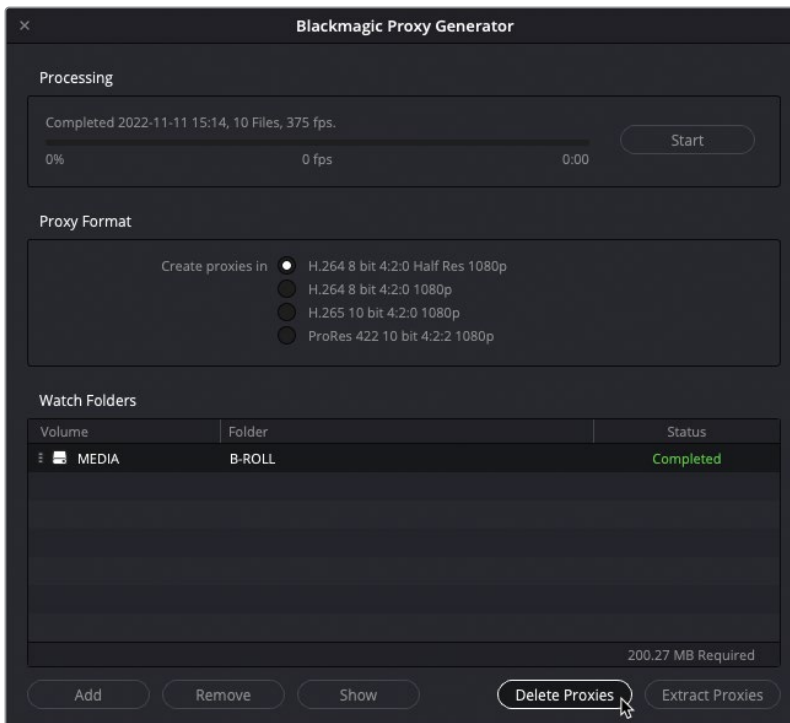 Blackmagic Proxy Generator
Processing
Completed 2022-11-11 15:14, 10 Files, 375 fps.
Start
0% 0 fps 0:00
Proxy Format
Create proxies in H.264 8 bit 4:2:0 Half Res 1080p
H.264 8 bit 4:2:0 1080p
H.265 10 bit 4:2:0 1080p
ProRes 422 10 bit 4:2:2 1080p
Watch Folders
Volume Folder Status
MEDIA B-ROLL Completed
200.27 MB Required
Add Remove Show Delete Proxies Extract Proxies